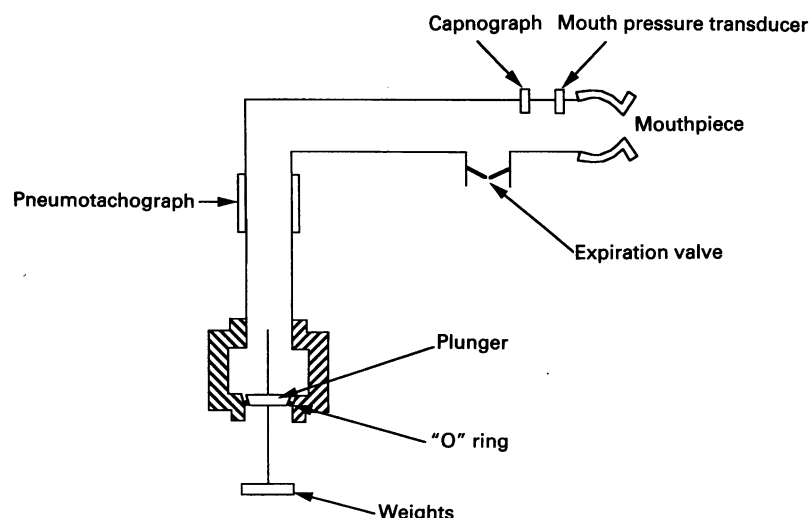 Capnograph
Mouth pressure transducer
Mouthpiece
Pneumotachograph
Expiration valve
Plunger
“O” ring
Weights